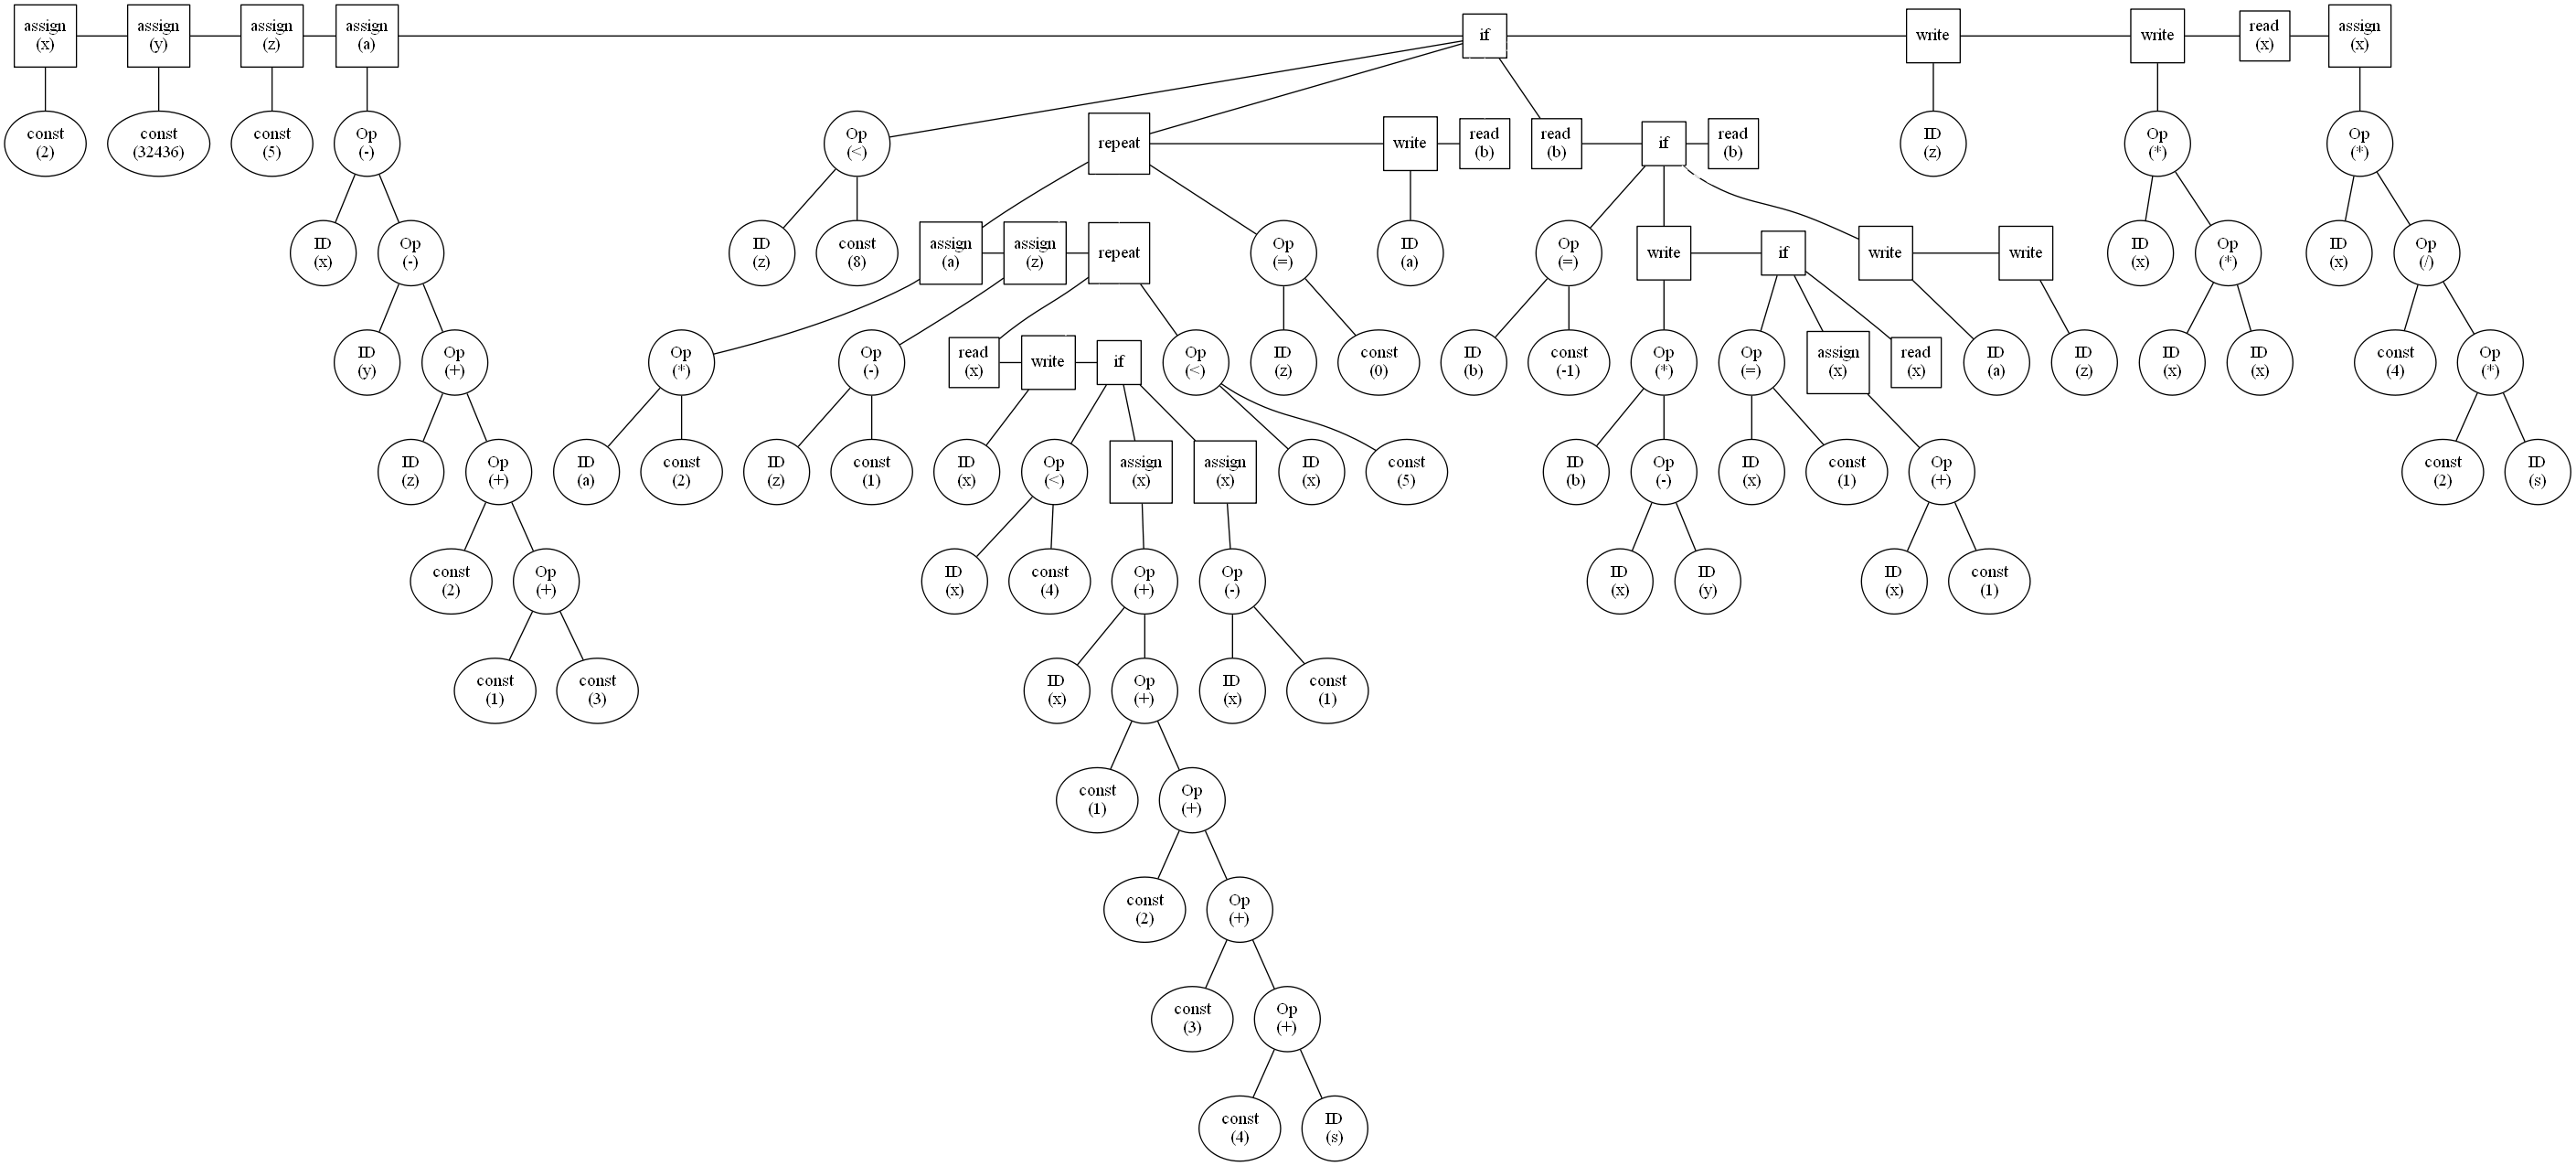 assign
(x)
assign
(y)
assign
(z)
assign
(a)
if
write
write
read
(x)
assign
(x)
const
(2)
const
(32436)
const
(5)
Op
(-)
Op
(<)
repeat
write
read
(b)
read
(b)
if
read
(b)
ID
(z)
Op
(*)
Op
(*)
ID
(x)
Op
(-)
ID
(z)
const
(8)
assign
(a)
assign
(z)
repeat
Op
(=)
ID
(a)
Op
(=)
write
if
write
write
ID
(x)
Op
(*)
ID
(x)
Op
(/)
ID
(y)
Op
(+)
Op
(*)
Op
(-)
read
(x)
write
if
Op
(<)
ID
(z)
const
(0)
ID
(b)
const
(-1)
Op
(*)
Op
(=)
assign
(x)
read
(x)
ID
(a)
ID
(z)
ID
(x)
ID
(x)
const
(4)
Op
(*)
ID
(z)
Op
(+)
ID
(a)
const
(2)
ID
(z)
const
(1)
ID
(x)
Op
(<)
assign
(x)
assign
(x)
ID
(x)
const
(5)
ID
(b)
Op
(-)
ID
(x)
const
(1)
Op
(+)
const
(2)
ID
(s)
const
(2)
Op
(+)
ID
(x)
const
(4)
Op
(+)
Op
(-)
ID
(x)
ID
(y)
ID
(x)
const
(1)
const
(1)
const
(3)
ID
(x)
Op
(+)
ID
(x)
const
(1)
const
(1)
Op
(+)
const
(2)
Op
(+)
const
(3)
Op
(+)
const
(4)
ID
(s)